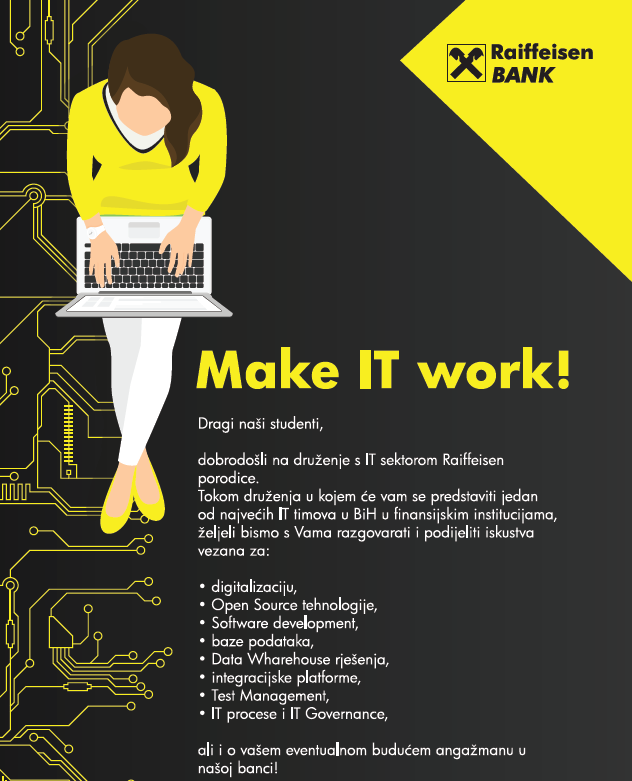 Raiffeisen
BANK
Make IT work!
Dragi naši studenti,
dobrodošli na druženje s IT sektorom Raiffeisen
porodice.
Tokom druženja u kojem će vam se predstaviti jedan
od najvećih IT timova u BiH u finansijskim institucijama,
željeli bismo s Vama razgovarati i podijeliti iskustva
vezana za:
• digitalizaciju,
• Open Source tehnologije,
• Software development,
• baze podataka,
• Data Wharehouse rješenja,
• integracijske platforme,
• Test Management,
• IT procese i IT Governance,
ali i o vašem eventualnom budućem angažmanu u
našoj banci!